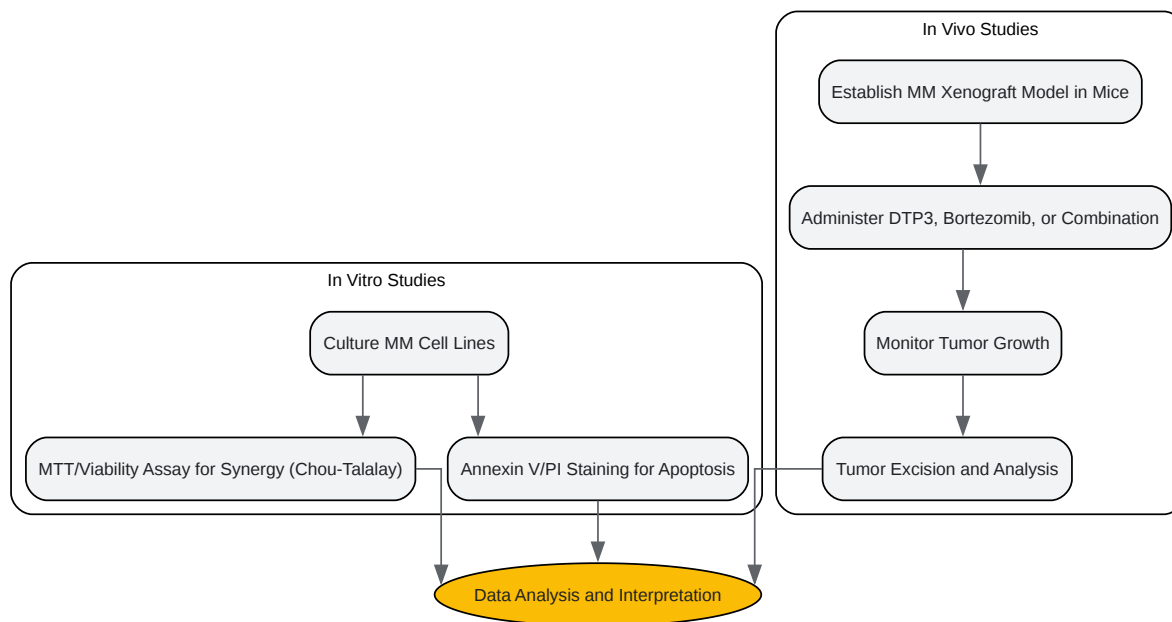 In Vivo Studies
Establish MM Xenograft Model in Mice
Administer DTP3, Bortezomib, or Combination
Monitor Tumor Growth
Tumor Excision and Analysis
In Vitro Studies
Culture MM Cell Lines
MTT/Viability Assay for Synergy (Chou-Talalay)
Annexin V/PI Staining for Apoptosis
Data Analysis and Interpretation